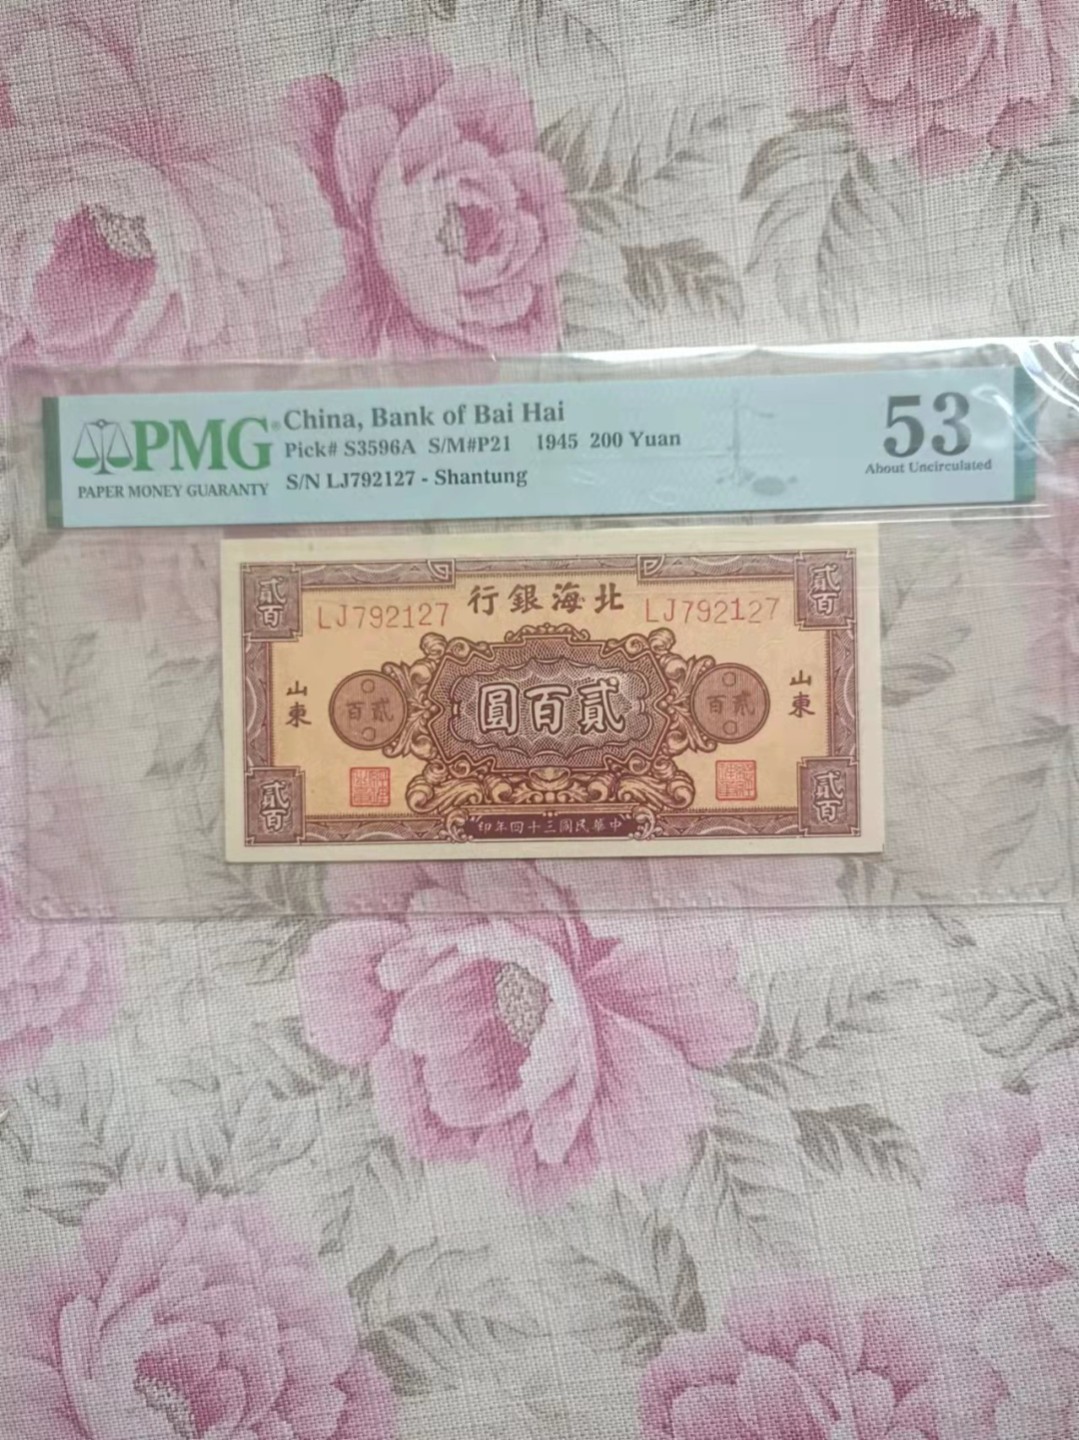 PMG®
PAPER MONEY GUARANTY
China, Bank of Bai Hai
Pick# S3596A S/M#P21 1945 200 Yuan
S/N LJ792127 - Shantung
53
About Uncirculated
貳百
貳百
行銀海北
LJ792127
LJ792127
山東
山東
百貳
圓百貳
百貳
貳百
貳百
印年四十三國民華中